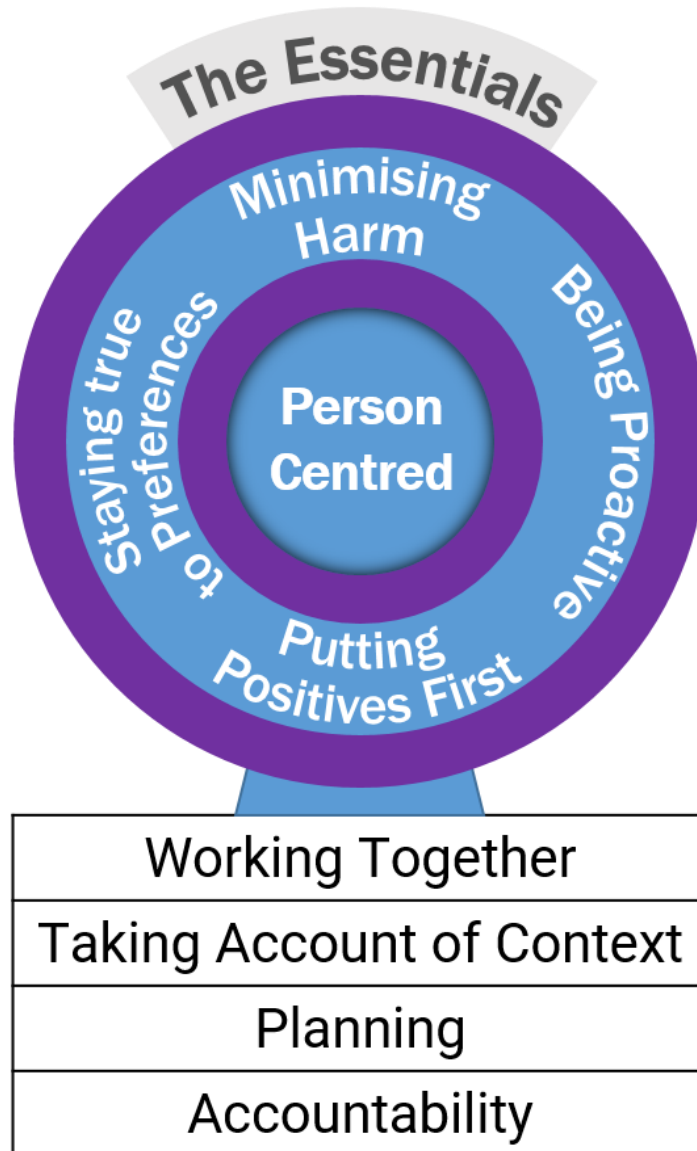 The Essentials
Minimising
Harm
Being Proactive
Putting
Positives First
Staying true
to Preferences
Person
Centred
Working Together
Taking Account of Context
Planning
Accountability